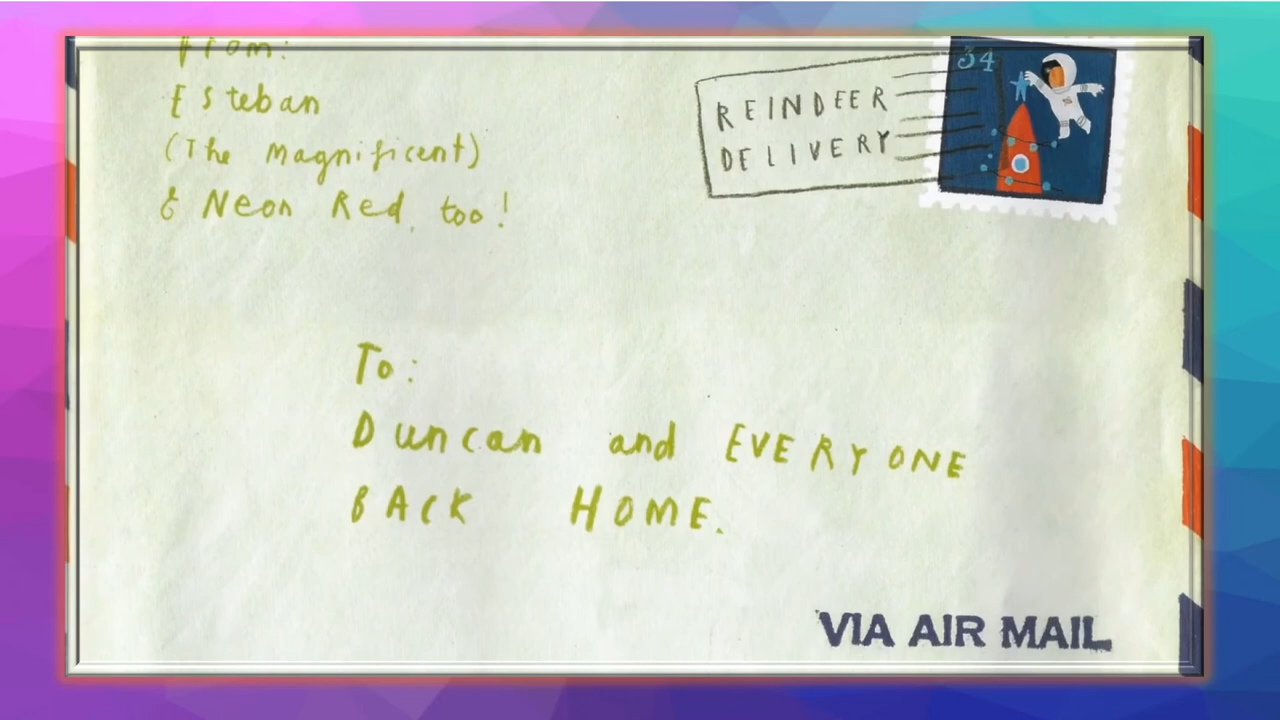 From:
Esteban
(The Magnificent)
& Neon Red, too!
REINDEER
DELIVERY
34
To:
Duncan and EVERYONE
BACK HOME.
VIA AIR MAIL